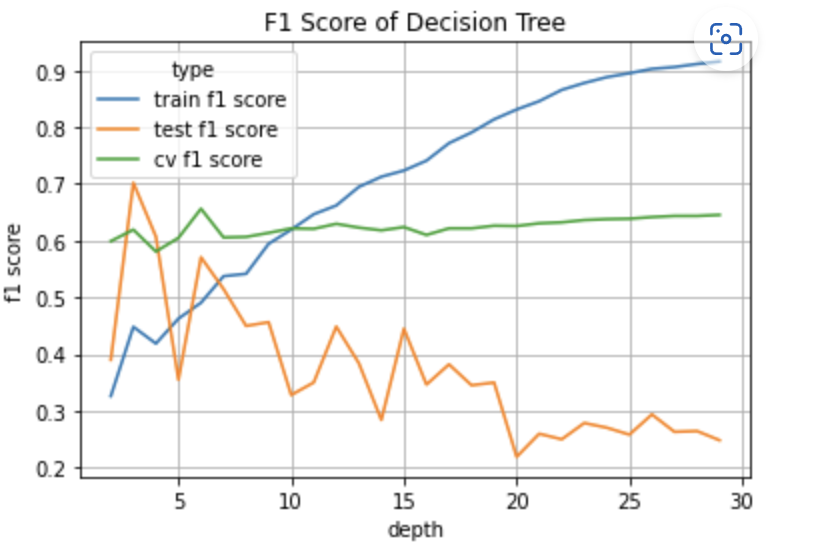 F1 Score of Decision Tree
type
train f1 score
test f1 score
cv f1 score
f1 score
0.9
0.8
0.7
0.6
0.5
0.4
0.3
0.2
5 10 15 20 25 30
depth